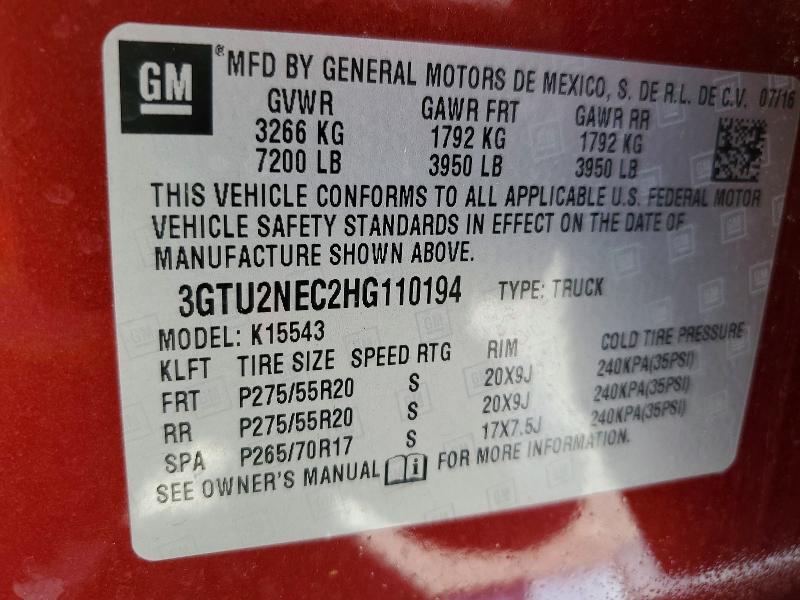 GM
® MFD BY GENERAL MOTORS DE MEXICO, S. DE R.L. DE C.V. 07/16
GVWR GAWR FRT GAWR RR
3266 KG 1792 KG 1792 KG
7200 LB 3950 LB 3950 LB
THIS VEHICLE CONFORMS TO ALL APPLICABLE U.S. FEDERAL MOTOR
VEHICLE SAFETY STANDARDS IN EFFECT ON THE DATE OF
MANUFACTURE SHOWN ABOVE.
3GTU2NEC2HG110194 TYPE: TRUCK
MODEL: K15543
KLFT TIRE SIZE SPEED RTG RIM COLD TIRE PRESSURE
FRT P275/55R20 S 20X9J 240KPA(35PSI)
RR P275/55R20 S 20X9J 240KPA(35PSI)
SPA P265/70R17 S 17X7.5J 240KPA(35PSI)
SEE OWNER'S MANUAL FOR MORE INFORMATION.